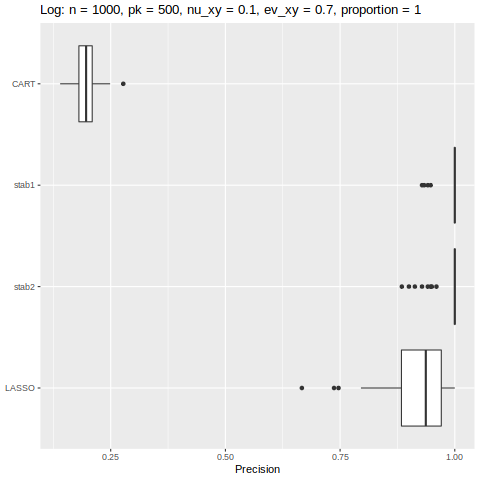 Log: n = 1000, pk = 500, nu_xy = 0.1, ev_xy = 0.7, proportion = 1
CART
stab1
stab2
LASSO
0.25
0.50
0.75
1.00
Precision